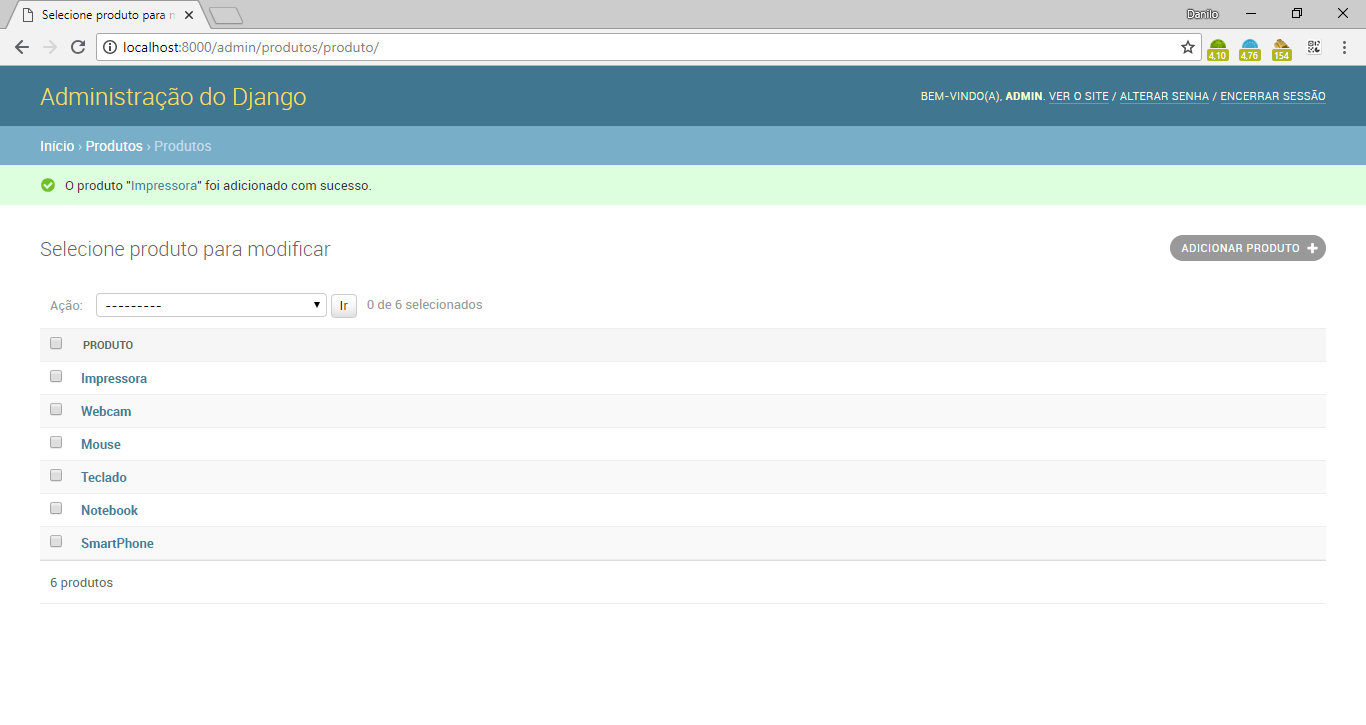 Selecione produto para n
Danilo
localhost:8000/admin/produtos/produto/
4,10
4,76
154
Administração do Django
BEM-VINDO(A), ADMIN. VER O SITE / ALTERAR SENHA / ENCERRAR SESSÃO
Início › Produtos › Produtos
O produto "Impressora" foi adicionado com sucesso.
Selecione produto para modificar
ADICIONAR PRODUTO +
Ação:
---------
Ir
0 de 6 selecionados
PRODUTO
Impressora
Webcam
Mouse
Teclado
Notebook
SmartPhone
6 produtos